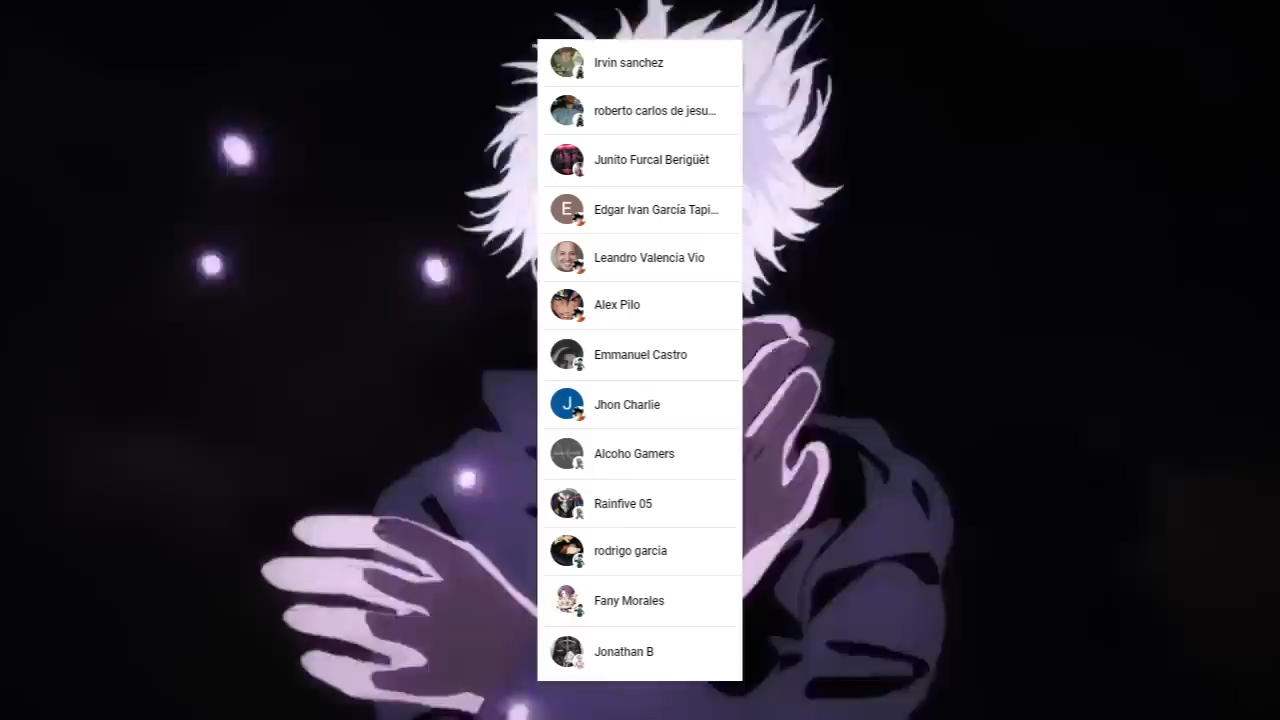 Irvin sanchez
roberto carlos de jesu...
Junito Furcal Berigüèt
E
Edgar Ivan García Tapi...
Leandro Valencia Vio
Alex Pilo
Emmanuel Castro
J
Jhon Charlie
Alcoho Gamers
Rainfive 05
rodrigo garcia
Fany Morales
Jonathan B